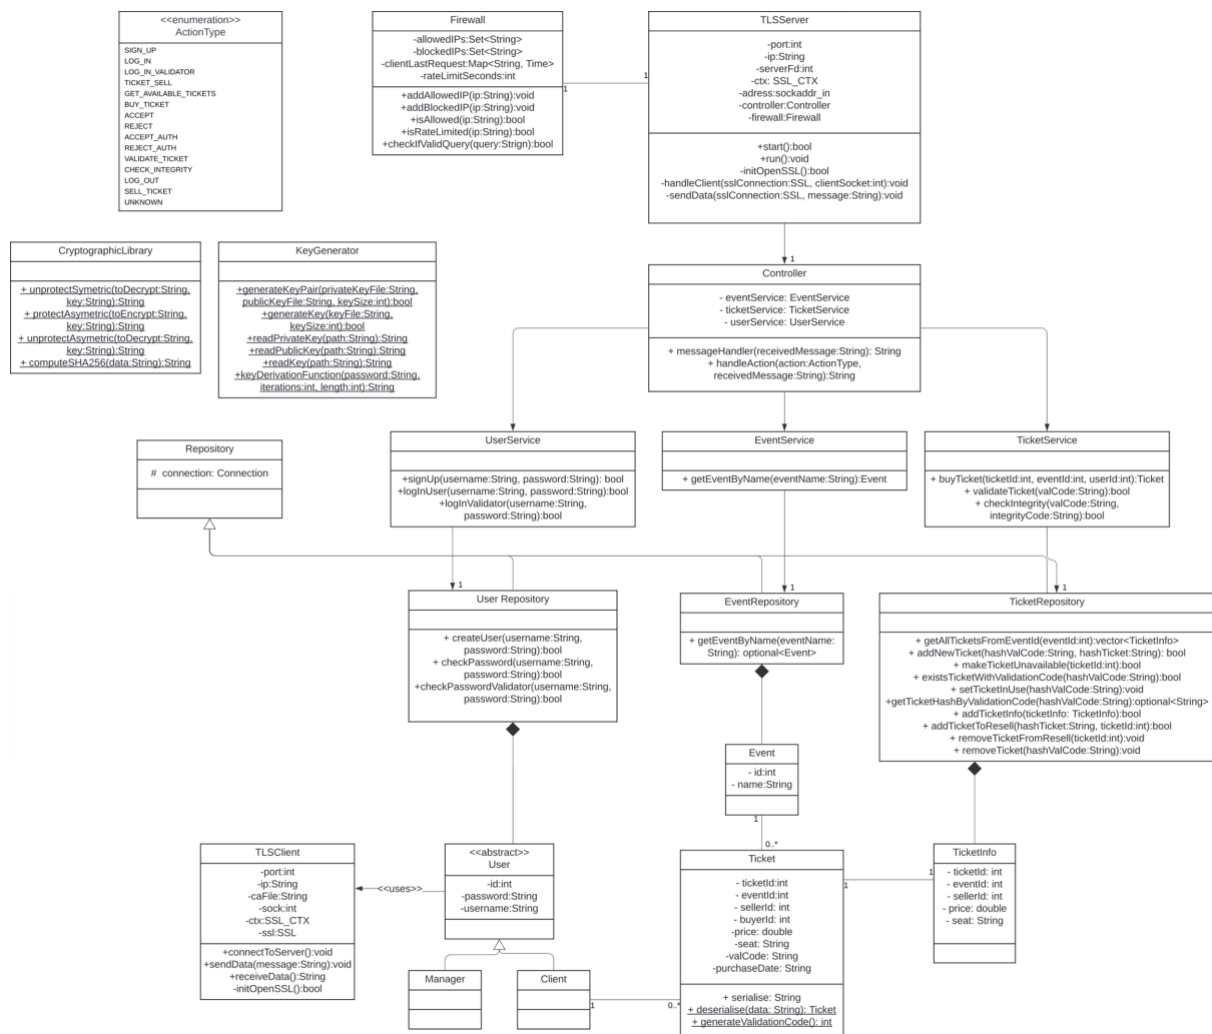 <<enumeration>>
ActionType
SIGN_UP
LOG_IN
LOG_IN_VALIDATOR
TICKET_SELL
GET_AVAILABLE_TICKETS
BUY_TICKET
ACCEPT
REJECT
ACCEPT_AUTH
REJECT_AUTH
VALIDATE_TICKET
CHECK_INTEGRITY
LOG_OUT
SELL_TICKET
UNKNOWN
Firewall
-allowedIPs:Set<String>
-blockedIPs:Set<String>
-clientLastRequest:Map<String, Time>
-rateLimitSeconds:int
+addAllowedIP(ip:String):void
+addBlockedIP(ip:String):void
+isAllowed(ip:String):bool
+isRateLimited(ip:String):bool
+checkIfValidQuery(query:Strign):bool
1
1
TLSServer
-port:int
-ip:String
-serverFd:int
-ctx: SSL_CTX
-adress:sockaddr_in
-controller:Controller
-firewall:Firewall
+start():bool
+run():void
-initOpenSSL():bool
-handleClient(sslConnection:SSL, clientSocket:int):void
-sendData(sslConnection:SSL, message:String):void
CryptographicLibrary
+ unprotectSymetric(toDecrypt:String,
key:String):String
+ protectAsymetric(toEncrypt:String,
key:String):String
+ unprotectAsymetric(toDecrypt:String,
key:String):String
+ computeSHA256(data:String):String
KeyGenerator
+generateKeyPair(privateKeyFile:String,
publicKeyFile:String, keySize:int):bool
+generateKey(keyFile:String,
keySize:int):bool
+readPrivateKey(path:String):String
+readPublicKey(path:String):String
+readKey(path:String):String
+keyDerivationFunction(password:String,
iterations:int, length:int):String
1
Controller
- eventService: EventService
- ticketService: TicketService
- userService: UserService
+ messageHandler(receivedMessage:String): String
+ handleAction(action:ActionType,
receivedMessage:String):String
Repository
# connection: Connection
UserService
+signUp(username:String, password:String): bool
+logInUser(username:String, password:String):bool
+logInValidator(username:String,
password:String):bool
EventService
+ getEventByName(eventName:String):Event
TicketService
+ buyTicket(ticketId:int, eventId:int, userId:int):Ticket
+ validateTicket(valCode:String):bool
+ checkIntegrity(valCode:String,
integrityCode:String):bool
1
1
1
User Repository
+ createUser(username:String,
password:String):bool
+ checkPassword(username:String,
password:String):bool
+checkPasswordValidator(username:String,
password:String):bool
EventRepository
+ getEventByName(eventName:
String): optional<Event>
TicketRepository
+ getAllTicketsFromEventId(eventId:int):vector<TicketInfo>
+ addNewTicket(hashValCode:String, hashTicket:String): bool
+ makeTicketUnavailable(ticketId:int):bool
+ existsTicketWithValidationCode(hashValCode:String):bool
+ setTicketInUse(hashValCode:String):void
+getTicketHashByValidationCode(hashValCode:String):optional<String>
+ addTicketInfo(ticketInfo: TicketInfo):bool
+ addTicketToResell(hashTicket:String, ticketId:int):bool
+ removeTicketFromResell(ticketId:int):void
+ removeTicket(hashValCode:String):void
Event
- id:int
- name:String
1
0..*
TLSClient
-port:int
-ip:String
-caFile:String
-sock:int
-ctx:SSL_CTX
-ssl:SSL
+connectToServer():void
+sendData(message:String):void
+receiveData():String
-initOpenSSL():bool
<<uses>>
<<abstract>>
User
-id:int
-password:String
-username:String
Manager
Client
1
0..*
Ticket
- ticketId:int
- eventId:int
- sellerId: int
- buyerId: int
-price: double
-seat: String
-valCode: String
-purchaseDate: String
+ serialise: String
+ deserialise(data: String): Ticket
+ generateValidationCode(): int
1
1
TicketInfo
- ticketId: int
- eventId: int
- sellerId: int
- price: double
- seat: String